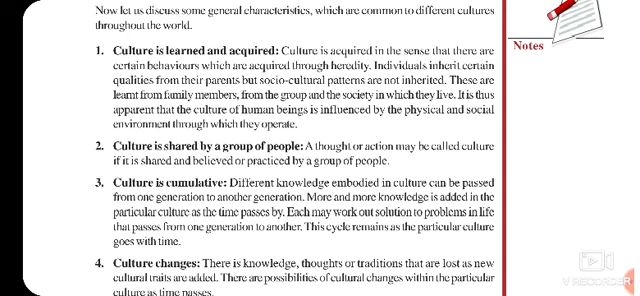 Now let us discuss some general characteristics, which are common to different cultures
throughout the world.
1. Culture is learned and acquired: Culture is acquired in the sense that there are
certain behaviours which are acquired through heredity. Individuals inherit certain
qualities from their parents but socio-cultural patterns are not inherited. These are
learnt from family members, from the group and the society in which they live. It is thus
apparent that the culture of human beings is influenced by the physical and social
environment through which they operate.
2. Culture is shared by a group of people: A thought or action may be called culture
if it is shared and believed or practiced by a group of people.
3. Culture is cumulative: Different knowledge embodied in culture can be passed
from one generation to another generation. More and more knowledge is added in the
particular culture as the time passes by. Each may work out solution to problems in life
that passes from one generation to another. This cycle remains as the particular culture
goes with time.
4. Culture changes: There is knowledge, thoughts or traditions that are lost as new
cultural traits are added. There are possibilities of cultural changes within the particular
culture as time passes.
Notes
V RECORDER